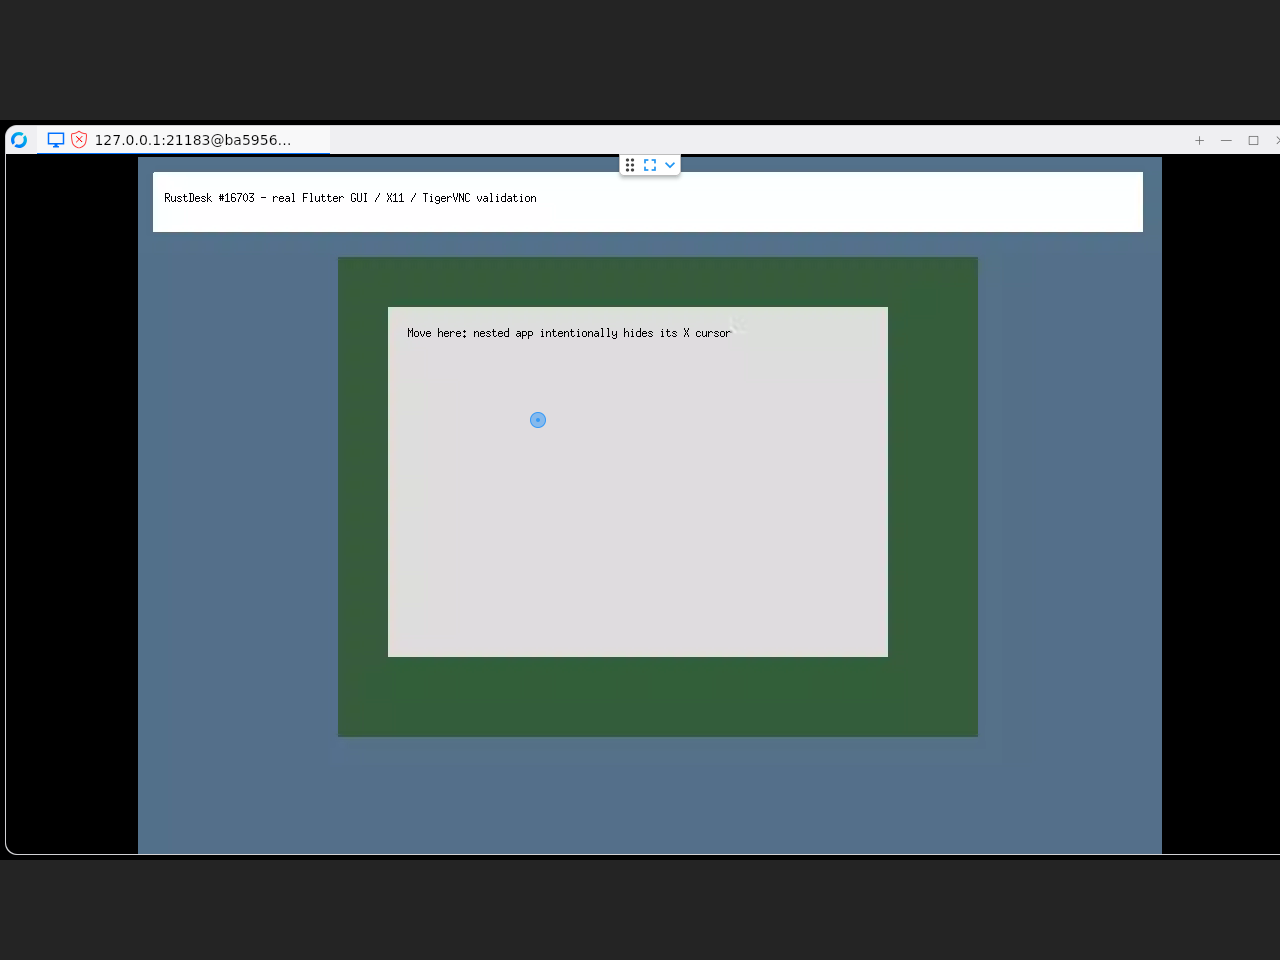 127.0.0.1:21183@ba5956...
RustDesk #16703 - real Flutter GUI / X11 / TigerVNC validation
Move here: nested app intentionally hides its X cursor